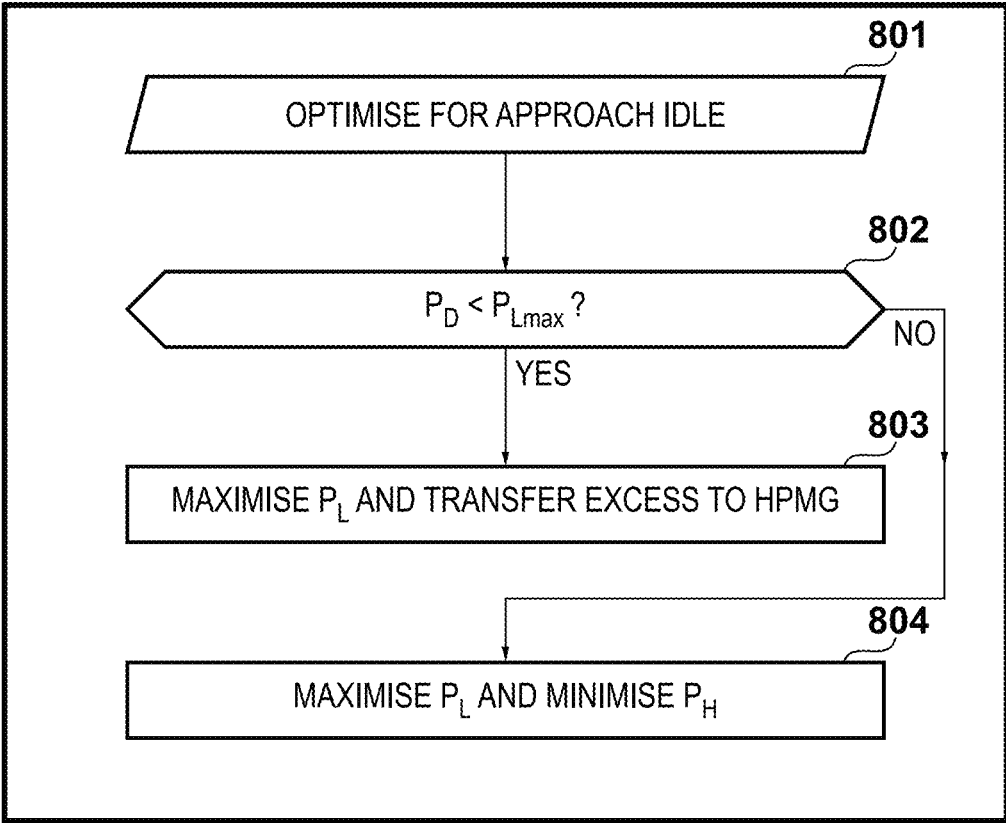 801
OPTIMISE FOR APPROACH IDLE
802
P_D < P_Lmax ?
NO
YES
803
MAXIMISE P_L AND TRANSFER EXCESS TO HPMG
804
MAXIMISE P_L AND MINIMISE P_H